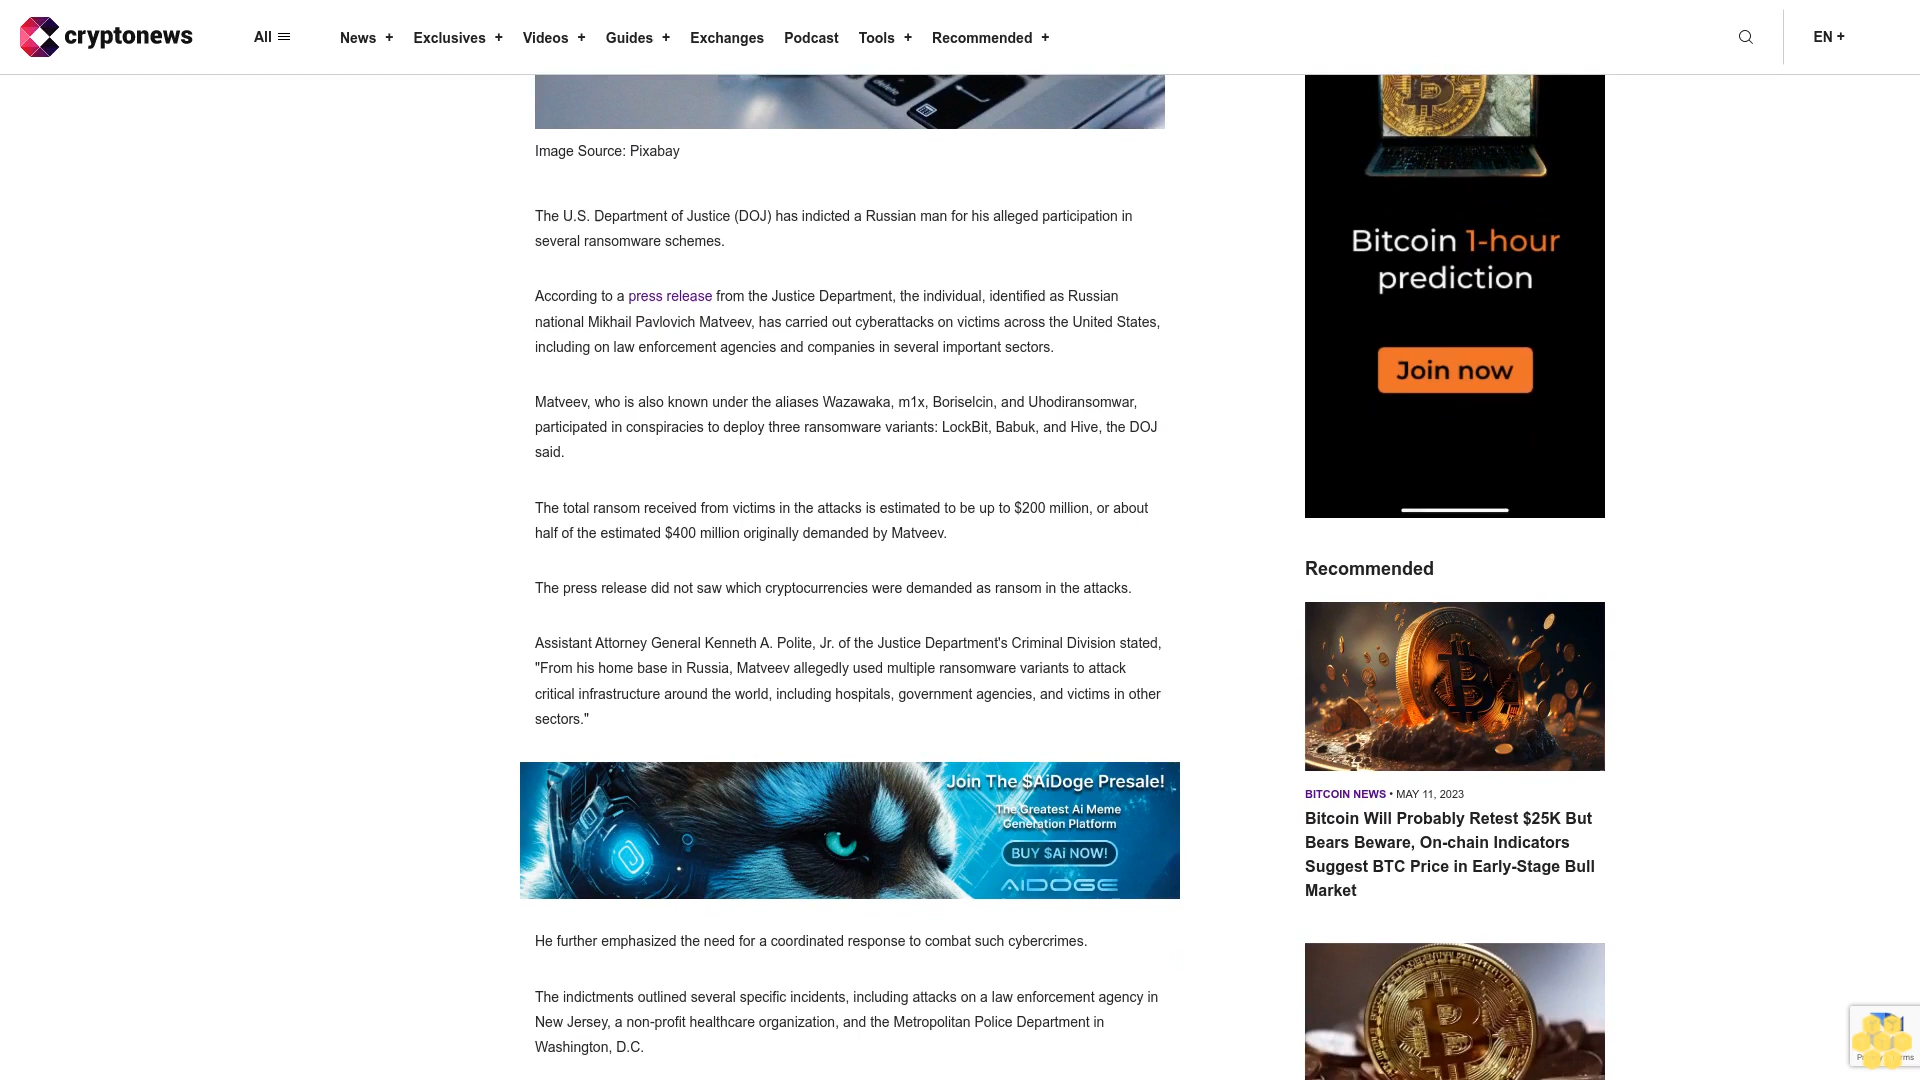 cryptonews
All
News +
Exclusives +
Videos +
Guides +
Exchanges
Podcast
Tools +
Recommended +
EN +
delete
Image Source: Pixabay
The U.S. Department of Justice (DOJ) has indicted a Russian man for his alleged participation in
several ransomware schemes.
According to a press release from the Justice Department, the individual, identified as Russian
national Mikhail Pavlovich Matveev, has carried out cyberattacks on victims across the United States,
including on law enforcement agencies and companies in several important sectors.
Matveev, who is also known under the aliases Wazawaka, m1x, Boriselcin, and Uhodiransomwar,
participated in conspiracies to deploy three ransomware variants: LockBit, Babuk, and Hive, the DOJ
said.
The total ransom received from victims in the attacks is estimated to be up to $200 million, or about
half of the estimated $400 million originally demanded by Matveev.
The press release did not saw which cryptocurrencies were demanded as ransom in the attacks.
Assistant Attorney General Kenneth A. Polite, Jr. of the Justice Department's Criminal Division stated,
"From his home base in Russia, Matveev allegedly used multiple ransomware variants to attack
critical infrastructure around the world, including hospitals, government agencies, and victims in other
sectors."
Join The $AiDoge Presale!
The Greatest Ai Meme
Generation Platform
BUY $Ai NOW!
AIDOGE
He further emphasized the need for a coordinated response to combat such cybercrimes.
The indictments outlined several specific incidents, including attacks on a law enforcement agency in
New Jersey, a non-profit healthcare organization, and the Metropolitan Police Department in
Washington, D.C.
Bitcoin 1-hour
prediction
Join now
Recommended
BITCOIN NEWS • MAY 11, 2023
Bitcoin Will Probably Retest $25K But
Bears Beware, On-chain Indicators
Suggest BTC Price in Early-Stage Bull
Market